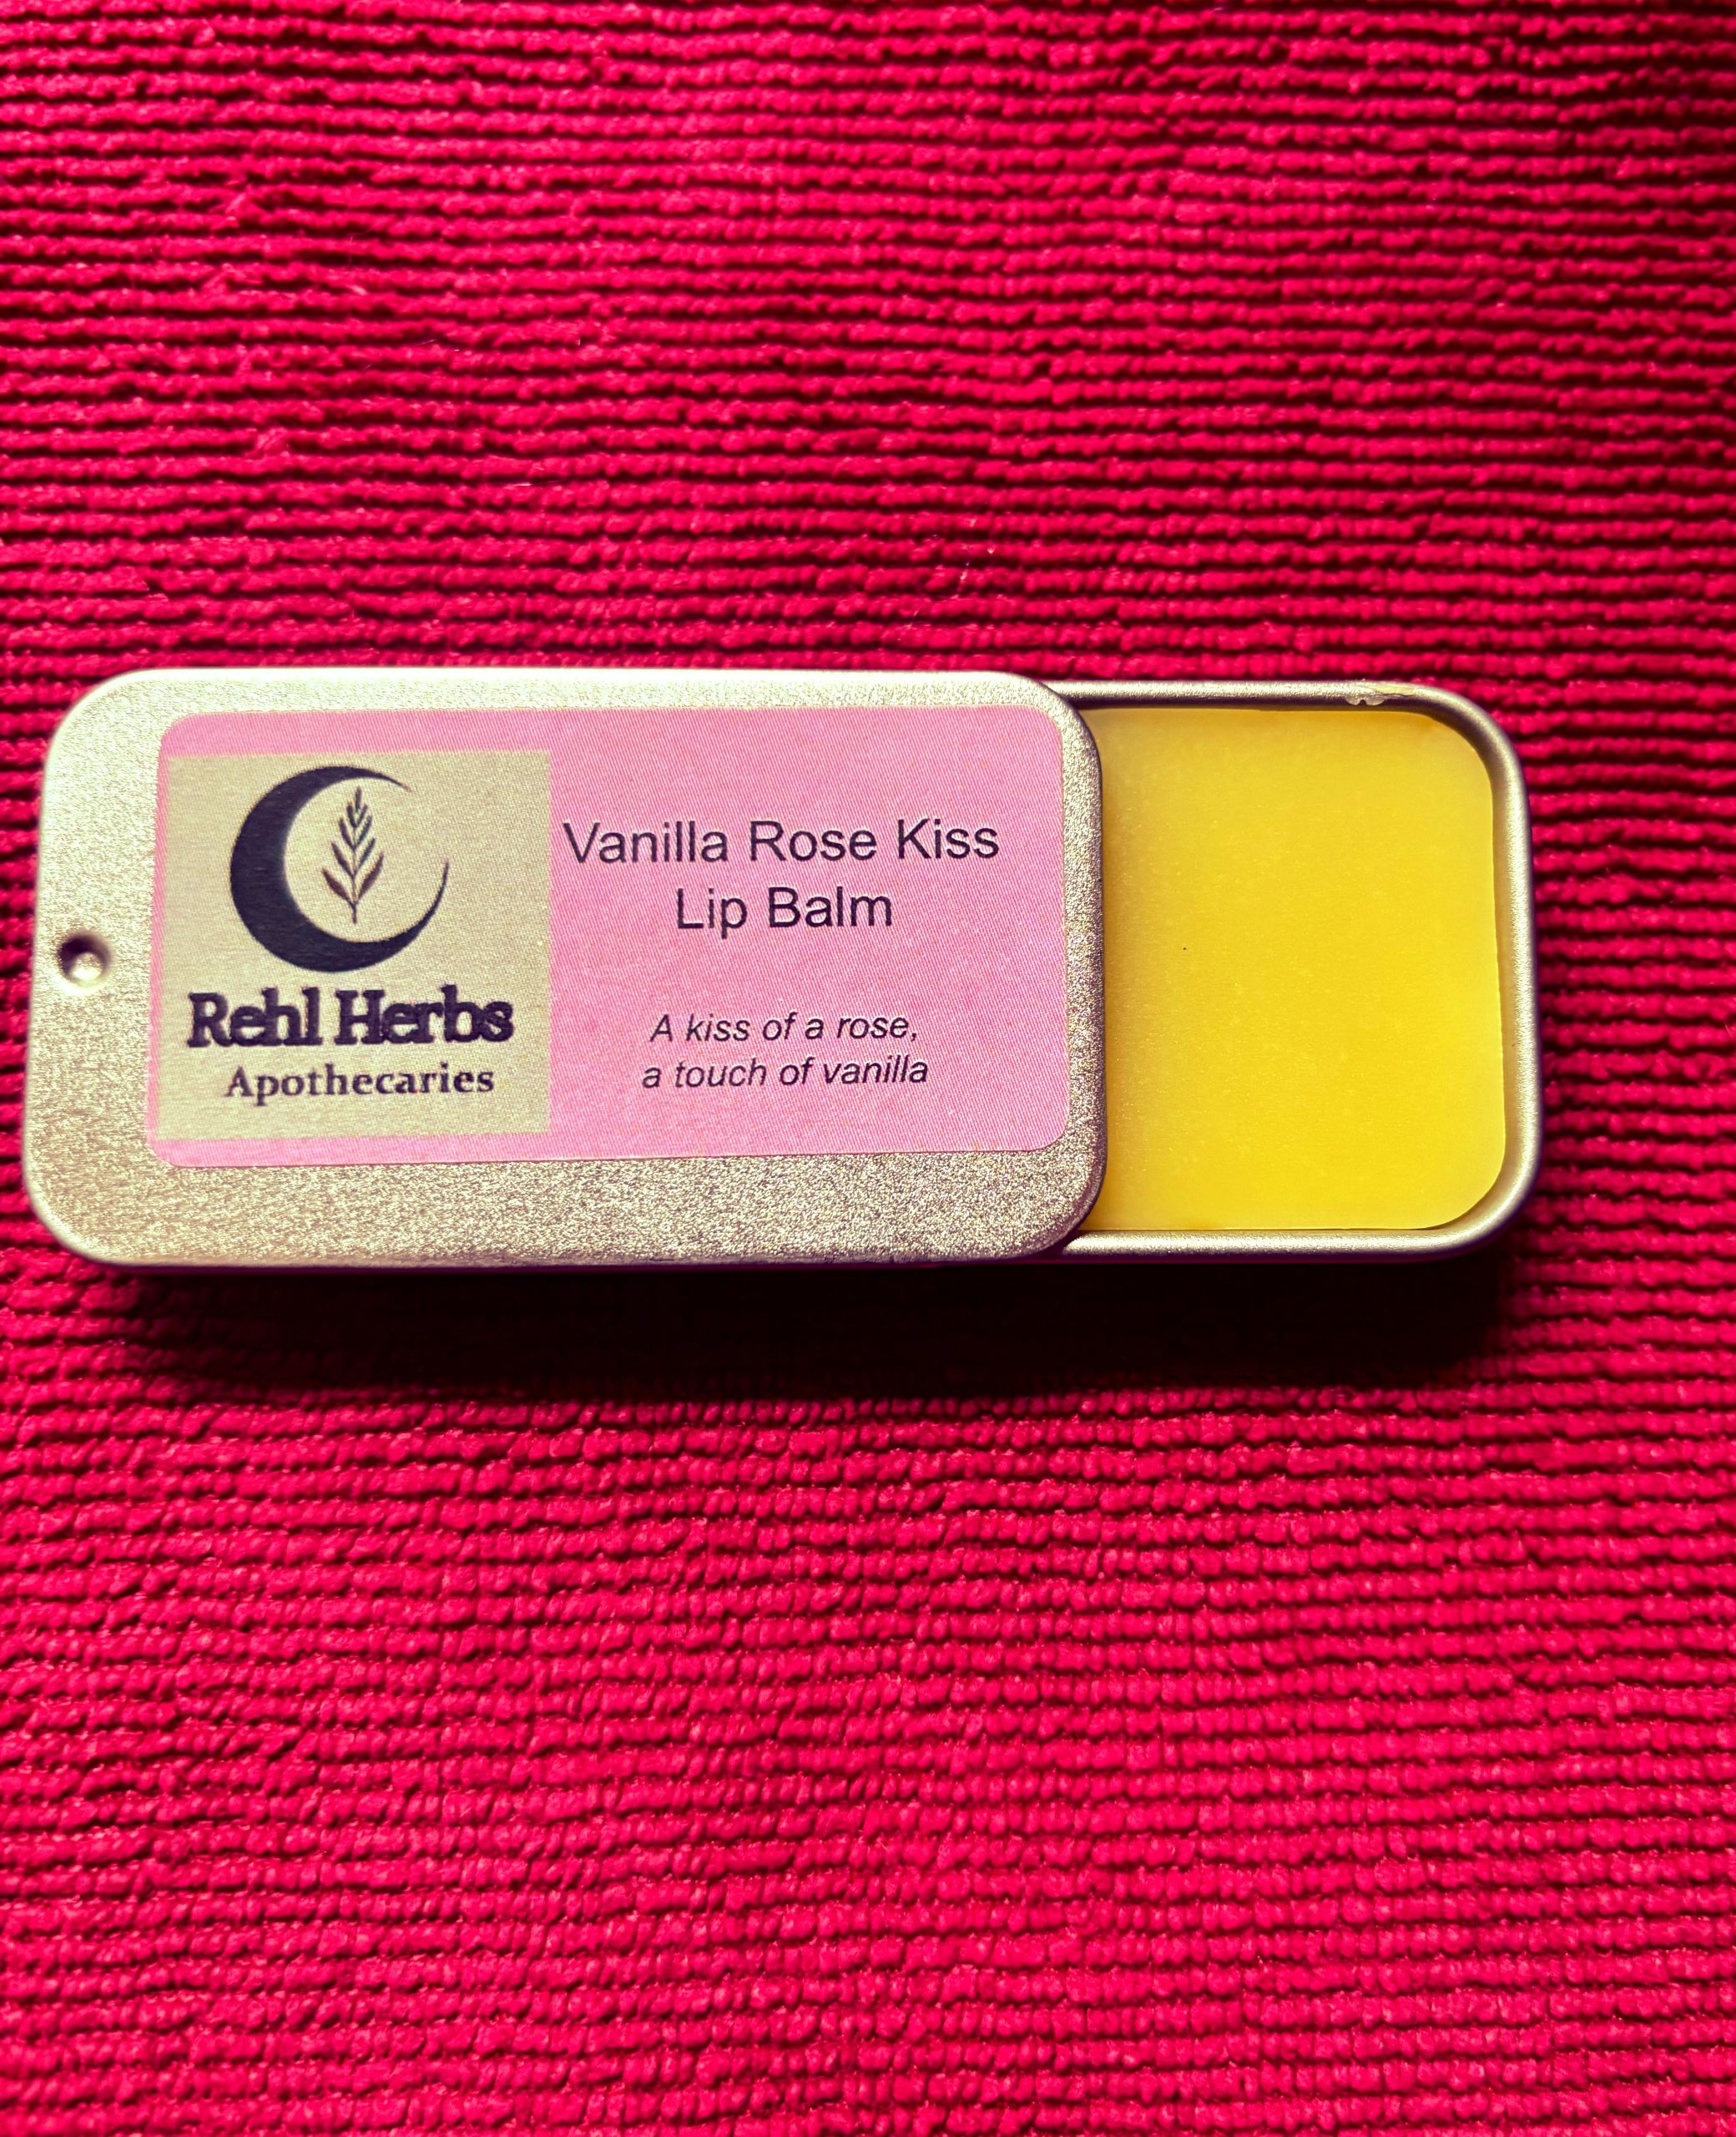 Rehl Herbs
Apothecaries
Vanilla Rose Kiss
Lip Balm
A kiss of a rose,
a touch of vanilla